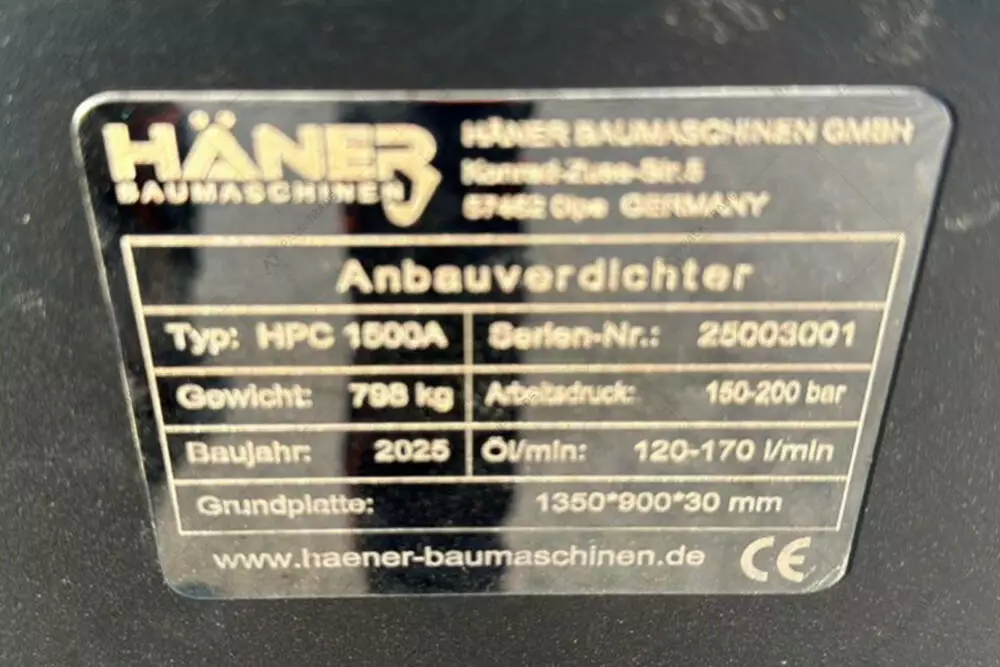 HÄNER
BAUMASCHINEN
HÄNER BAUMASCHINEN GMBH
Konrad-Zuse-Str.5
57462 Olpe GERMANY
Anbauverdichter
Typ: HPC 1500A
Serien-Nr.: 25003001
Gewicht: 798 kg
Arbeitsdruck: 150-200 bar
Baujahr: 2025
Öl/min: 120-170 l/min
Grundplatte: 1350*900*30 mm
www.haener-baumaschinen.de
CE